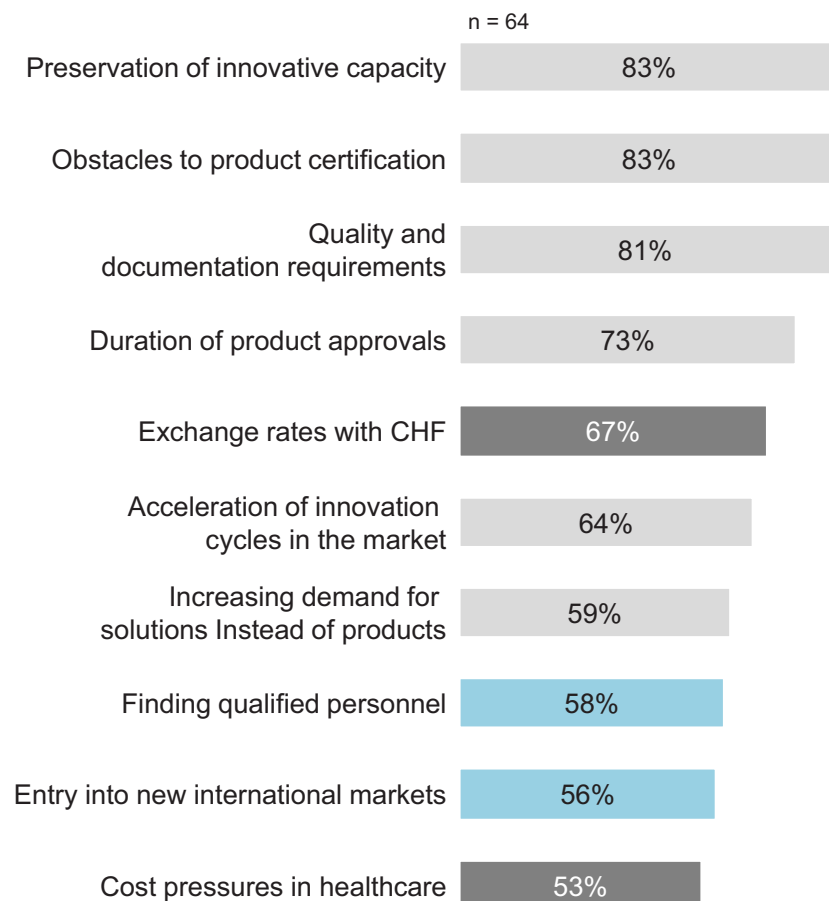 n = 64
Preservation of innovative capacity 83%
Obstacles to product certification 83%
Quality and
documentation requirements 81%
Duration of product approvals 73%
Exchange rates with CHF 67%
Acceleration of innovation
cycles in the market 64%
Increasing demand for
solutions Instead of products 59%
Finding qualified personnel 58%
Entry into new international markets 56%
Cost pressures in healthcare 53%